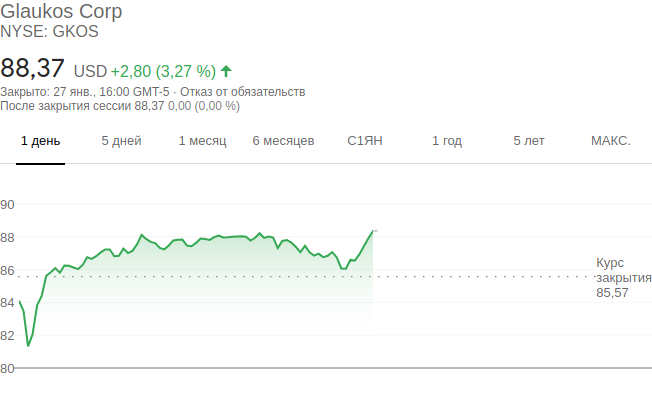 Glaukos Corp
NYSE: GKOS
88,37 USD +2,80 (3,27 %)
Закрыто: 27 янв., 16:00 GMT-5 · Отказ от обязательств
После закрытия сессии 88,37 0,00 (0,00 %)
1 день 5 дней 1 месяц 6 месяцев С1ЯН 1 год 5 лет МАКС.
90
88
86
84
82
80
Курс
закрытия
85,57